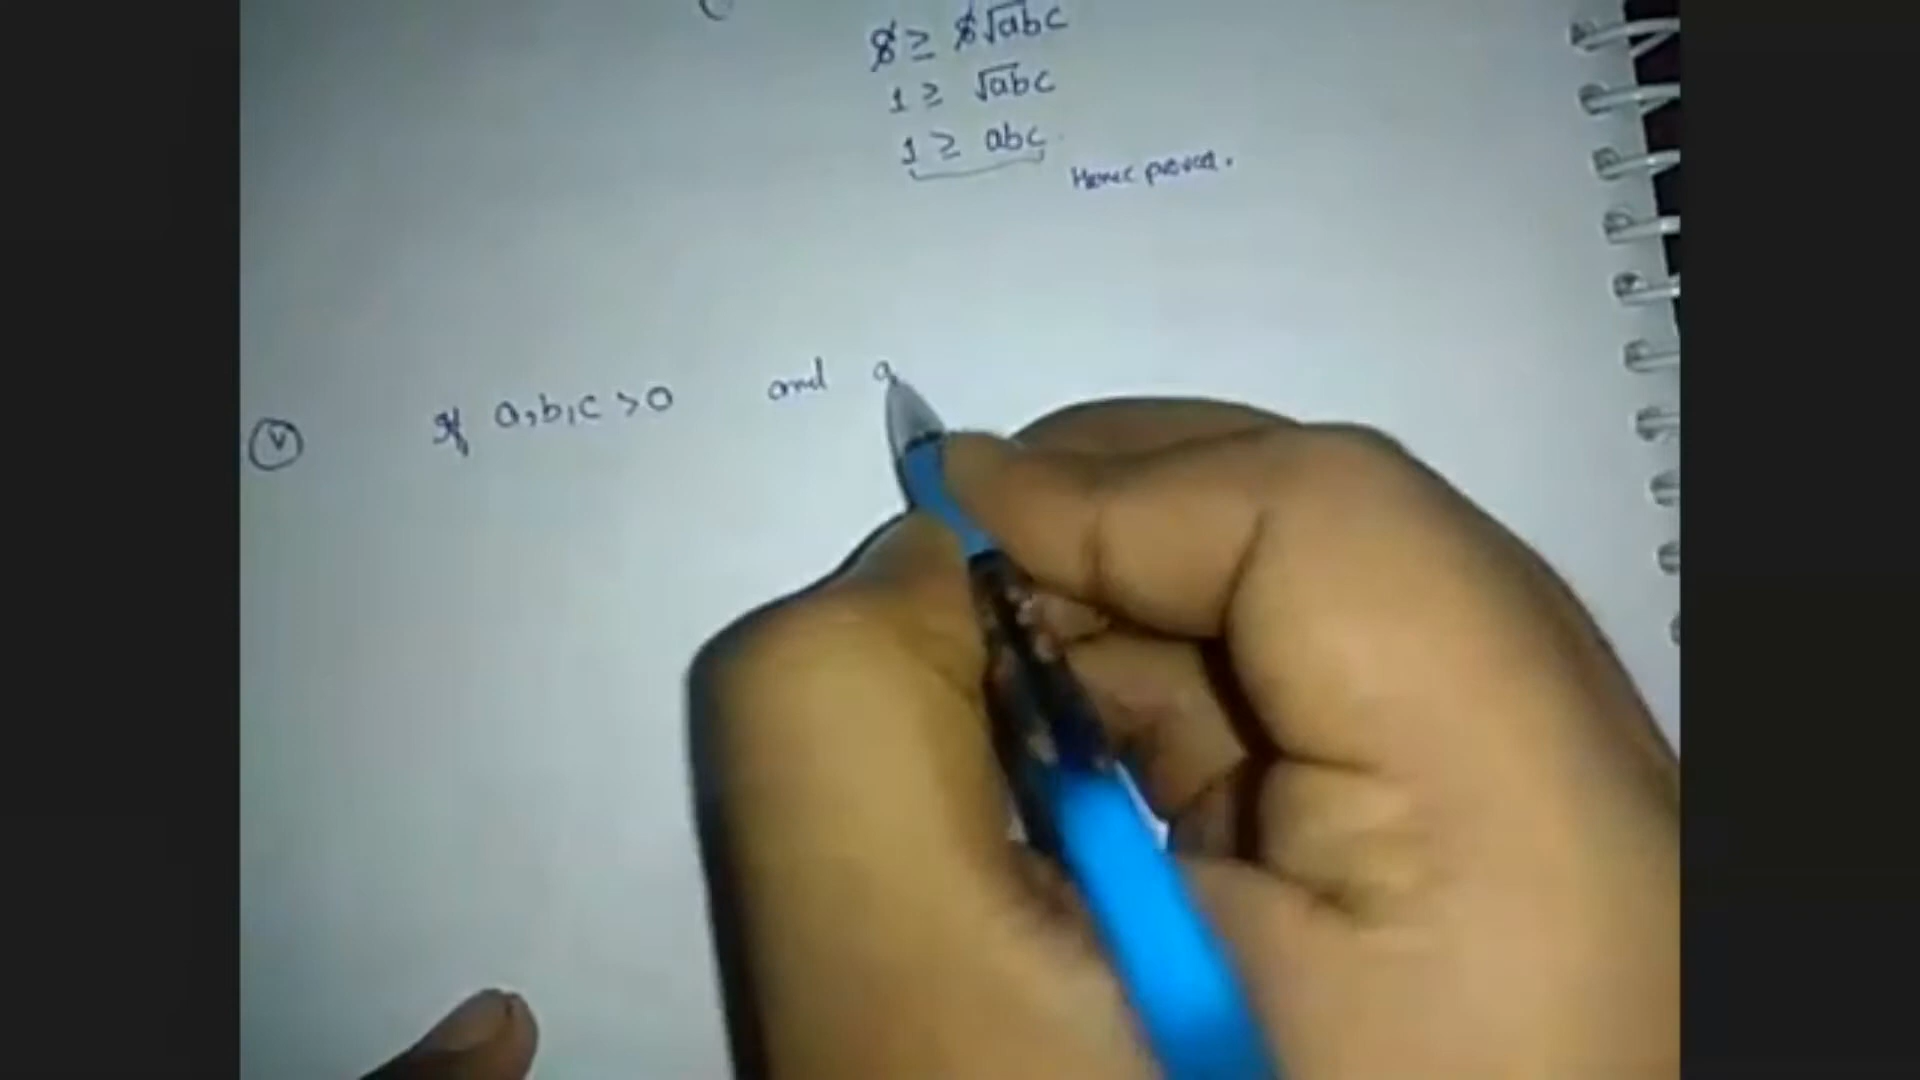 8 ≥ 8√abc
1 ≥ √abc
1 ≥ abc
Hence proved.
(v) If a,b,c >0 and a